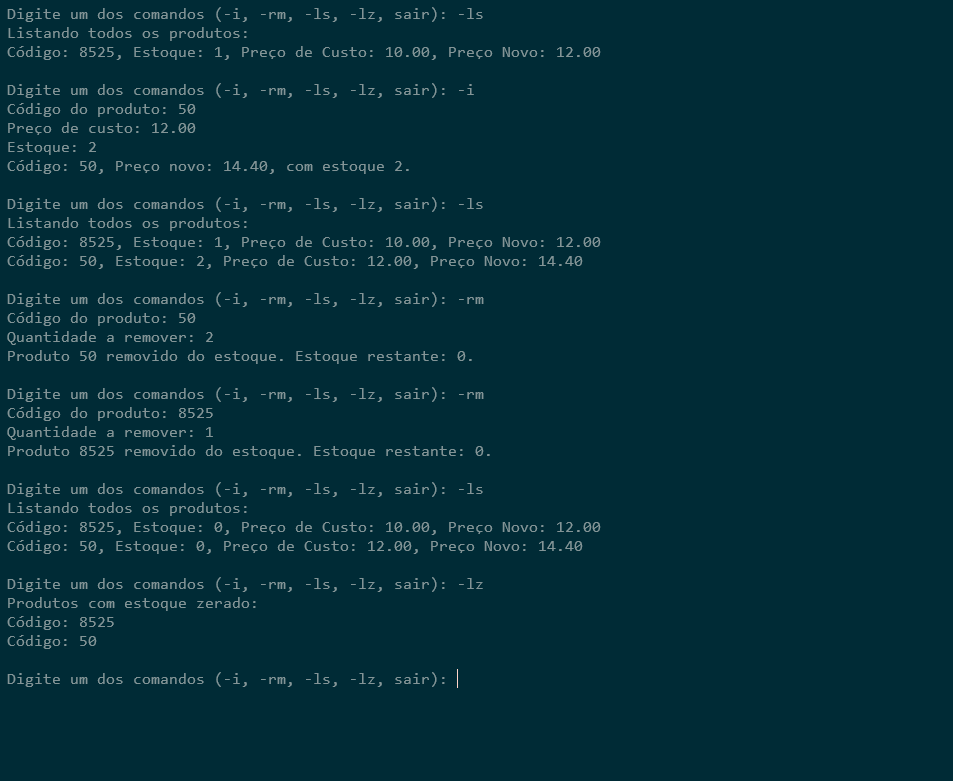 Digite um dos comandos (-i, -rm, -ls, -lz, sair): -ls
Listando todos os produtos:
Código: 8525, Estoque: 1, Preço de Custo: 10.00, Preço Novo: 12.00
Digite um dos comandos (-i, -rm, -ls, -lz, sair): -i
Código do produto: 50
Preço de custo: 12.00
Estoque: 2
Código: 50, Preço novo: 14.40, com estoque 2.
Digite um dos comandos (-i, -rm, -ls, -lz, sair): -ls
Listando todos os produtos:
Código: 8525, Estoque: 1, Preço de Custo: 10.00, Preço Novo: 12.00
Código: 50, Estoque: 2, Preço de Custo: 12.00, Preço Novo: 14.40
Digite um dos comandos (-i, -rm, -ls, -lz, sair): -rm
Código do produto: 50
Quantidade a remover: 2
Produto 50 removido do estoque. Estoque restante: 0.
Digite um dos comandos (-i, -rm, -ls, -lz, sair): -rm
Código do produto: 8525
Quantidade a remover: 1
Produto 8525 removido do estoque. Estoque restante: 0.
Digite um dos comandos (-i, -rm, -ls, -lz, sair): -ls
Listando todos os produtos:
Código: 8525, Estoque: 0, Preço de Custo: 10.00, Preço Novo: 12.00
Código: 50, Estoque: 0, Preço de Custo: 12.00, Preço Novo: 14.40
Digite um dos comandos (-i, -rm, -ls, -lz, sair): -lz
Produtos com estoque zerado:
Código: 8525
Código: 50
Digite um dos comandos (-i, -rm, -ls, -lz, sair):